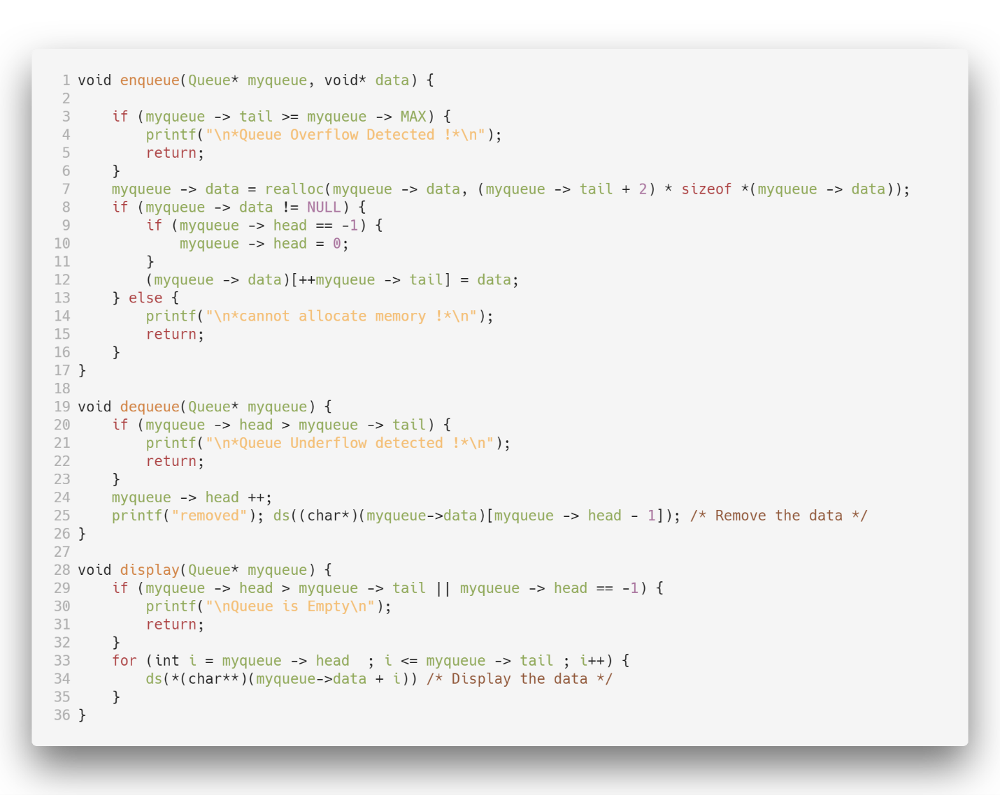 1 void enqueue(Queue* myqueue, void* data) {
2
3     if (myqueue -> tail >= myqueue -> MAX) {
4         printf("\n*Queue Overflow Detected !*\n");
5         return;
6     }
7     myqueue -> data = realloc(myqueue -> data, (myqueue -> tail + 2) * sizeof *(myqueue -> data));
8     if (myqueue -> data != NULL) {
9         if (myqueue -> head == -1) {
10             myqueue -> head = 0;
11         }
12         (myqueue -> data)[++myqueue -> tail] = data;
13     } else {
14         printf("\n*cannot allocate memory !*\n");
15         return;
16     }
17 }
18
19 void dequeue(Queue* myqueue) {
20     if (myqueue -> head > myqueue -> tail) {
21         printf("\n*Queue Underflow detected !*\n");
22         return;
23     }
24     myqueue -> head ++;
25     printf("removed"); ds((char*)(myqueue->data)[myqueue -> head - 1]); /* Remove the data */
26 }
27
28 void display(Queue* myqueue) {
29     if (myqueue -> head > myqueue -> tail || myqueue -> head == -1) {
30         printf("\nQueue is Empty\n");
31         return;
32     }
33     for (int i = myqueue -> head  ; i <= myqueue -> tail ; i++) {
34         ds(*(char**)(myqueue->data + i)) /* Display the data */
35     }
36 }